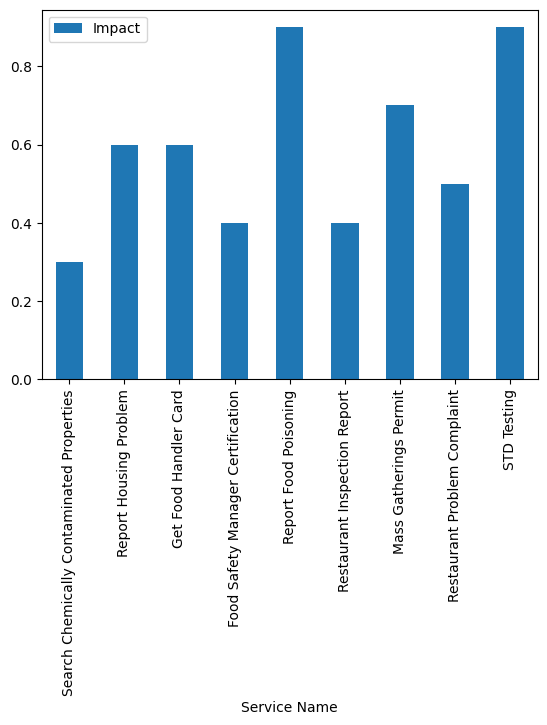 Impact
0.8
0.6
0.4
0.2
0.0
Search Chemically Contaminated Properties
Report Housing Problem
Get Food Handler Card
Food Safety Manager Certification
Report Food Poisoning
Restaurant Inspection Report
Mass Gatherings Permit
Restaurant Problem Complaint
STD Testing
Service Name